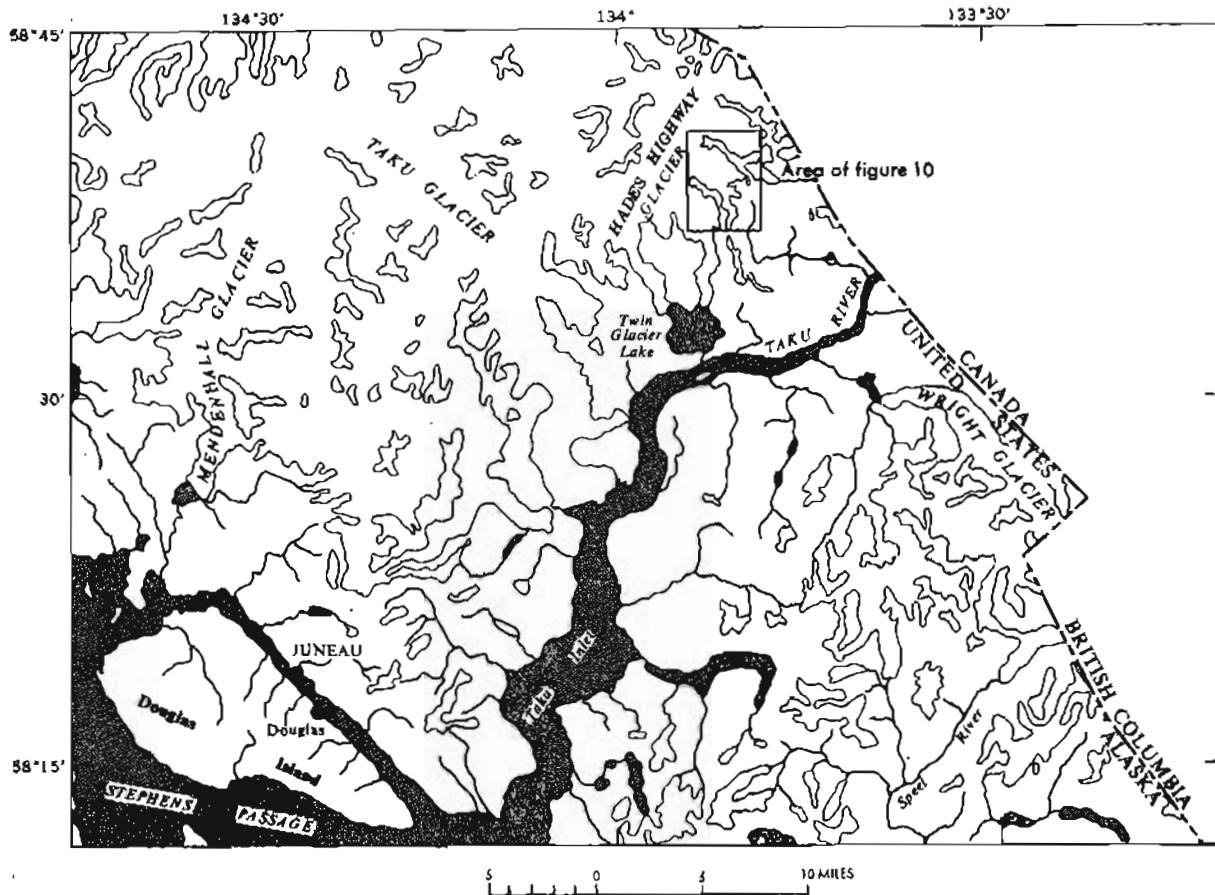 134°30'
134°
133°30'
58°45'
TAKU GLACIER
HADES HIGHWAY
GLACIER
Area of figure 10
MENDENHALL GLACIER
Twin
Glacier
Lake
TAKU RIVER
CANADA
UNITED STATES
30'
WRIGHT GLACIER
JUNEAU
Taku Inlet
Douglas
Douglas
Island
BRITISH COLUMBIA
ALASKA
Speel River
58°15'
STEPHENS PASSAGE
5 0 5 10 MILES